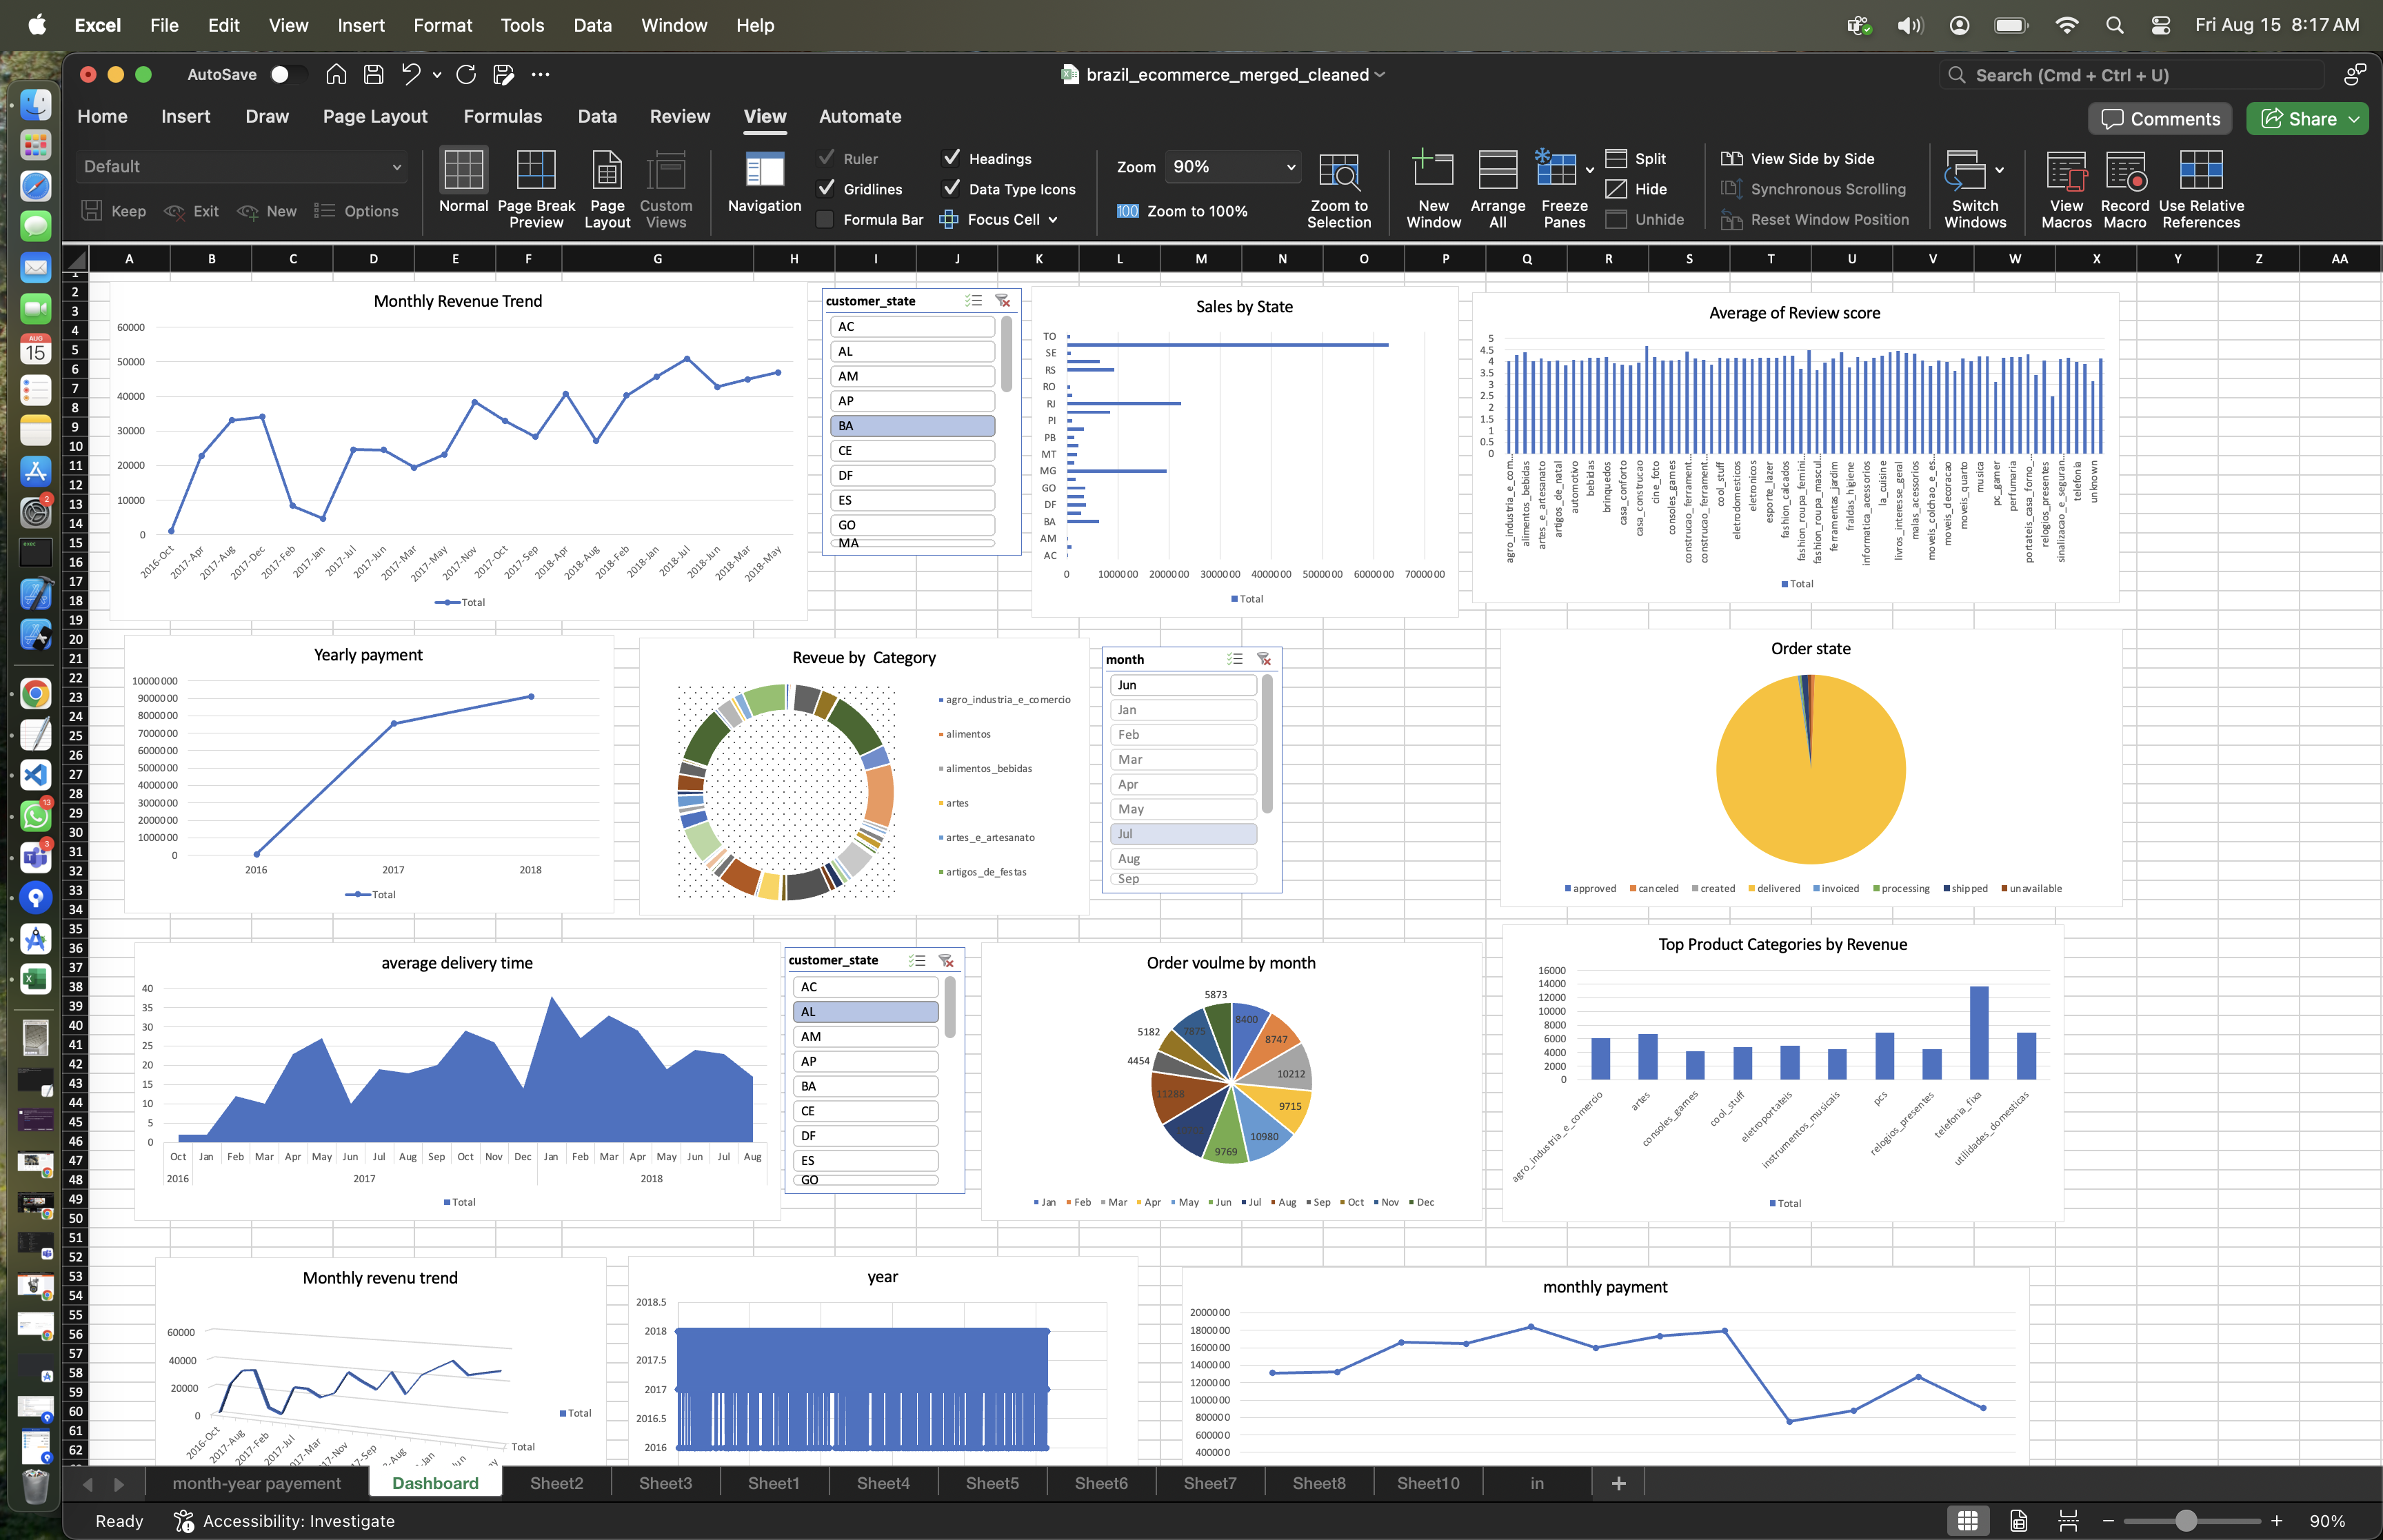 Excel File Edit View Insert Format Tools Data Window Help
Fri Aug 15 8:17 AM
AutoSave
brazil_ecommerce_merged_cleaned
Search (Cmd + Ctrl + U)
Home Insert Draw Page Layout Formulas Data Review View Automate
Comments Share
Default
Keep Exit New Options
Normal
Page Break Preview
Page Layout
Custom Views
Navigation
Ruler
Gridlines
Formula Bar
Headings
Data Type Icons
Focus Cell
Zoom 90%
100 Zoom to 100%
Zoom to Selection
New Window
Arrange All
Freeze Panes
Split
Hide
Unhide
View Side by Side
Synchronous Scrolling
Reset Window Position
Switch Windows
View Macros
Record Macro
Use Relative References
A B C D E F G H I J K L M N O P Q R S T U V W X Y Z AA
Monthly Revenue Trend
60000
50000
40000
30000
20000
10000
0
2016-Oct 2017-Apr 2017-Aug 2017-Dec 2017-Feb 2017-Jan 2017-Jul 2017-Jun 2017-Mar 2017-May 2017-Nov 2017-Oct 2017-Sep 2018-Apr 2018-Aug 2018-Feb 2018-Jan 2018-Jul 2018-Jun 2018-Mar 2018-May
Total
customer_state
AC
AL
AM
AP
BA
CE
DF
ES
GO
MA
Sales by State
TO
SE
RS
RO
RJ
PI
PB
MT
MG
GO
DF
BA
AM
AC
0 1000000 2000000 3000000 4000000 5000000 6000000 7000000
Total
Average of Review score
5
4.5
4
3.5
3
2.5
2
1.5
1
0.5
0
agro_industria_e_com... alimentos_bebidas artes_e_artesanato artigos_de_natal automotivo bebidas brinquedos casa_conforto casa_construcao cine_foto consoles_games construcao_ferrament... construcao_ferrament... cool_stuff eletrodomesticos eletronicos esporte_lazer fashion_calcados fashion_roupa_femini... fashion_roupa_mascul... ferramentas_jardim fraldas_higiene informatica_acessorios la_cuisine livros_interesse_geral malas_acessorios moveis_colchao_e_es... moveis_decoracao moveis_quarto musica pc_gamer perfumaria portateis_casa_forno_... relogios_presentes sinalizacao_e_seguran... telefonia unknown
Total
Yearly payment
10000000
9000000
8000000
7000000
6000000
5000000
4000000
3000000
2000000
1000000
0
2016 2017 2018
Total
Reveue by Category
agro_industria_e_comercio
alimentos
alimentos_bebidas
artes
artes_e_artesanato
artigos_de_festas
month
Jun
Jan
Feb
Mar
Apr
May
Jul
Aug
Sep
Order state
approved canceled created delivered invoiced processing shipped unavailable
average delivery time
40
35
30
25
20
15
10
5
0
Oct Jan Feb Mar Apr May Jun Jul Aug Sep Oct Nov Dec Jan Feb Mar Apr May Jun Jul Aug
2016 2017 2018
Total
customer_state
AC
AL
AM
AP
BA
CE
DF
ES
GO
Order voulme by month
5873
8400
8747
10212
9715
10980
9769
11288
4454
5182
7875
Jan Feb Mar Apr May Jun Jul Aug Sep Oct Nov Dec
Top Product Categories by Revenue
16000
14000
12000
10000
8000
6000
4000
2000
0
agro_industria_e_comercio artes consoles_games cool_stuff eletroportateis instrumentos_musicais pcs relogios_presentes telefonia_fixa utilidades_domesticas
Total
Monthly revenu trend
60000
40000
20000
0
2016-Oct 2017-Aug 2017-Feb 2017-Jul
Total
Total
year
2018.5
2018
2017.5
2017
2016.5
2016
monthly payment
2000000
1800000
1600000
1400000
1200000
1000000
800000
600000
400000
month-year payement Dashboard Sheet2 Sheet3 Sheet1 Sheet4 Sheet5 Sheet6 Sheet7 Sheet8 Sheet10 in +
Ready Accessibility: Investigate
90%